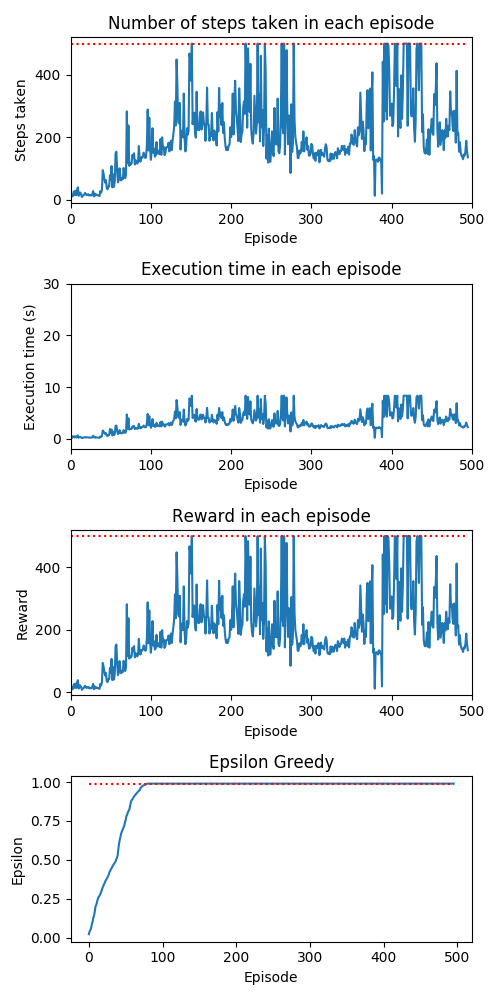 Number of steps taken in each episode
Steps taken
400
200
0
0 100 200 300 400 500
Episode
Execution time in each episode
Execution time (s)
30
20
10
0
0 100 200 300 400 500
Episode
Reward in each episode
Reward
400
200
0
0 100 200 300 400 500
Episode
Epsilon Greedy
Epsilon
1.00
0.75
0.50
0.25
0.00
0 100 200 300 400 500
Episode